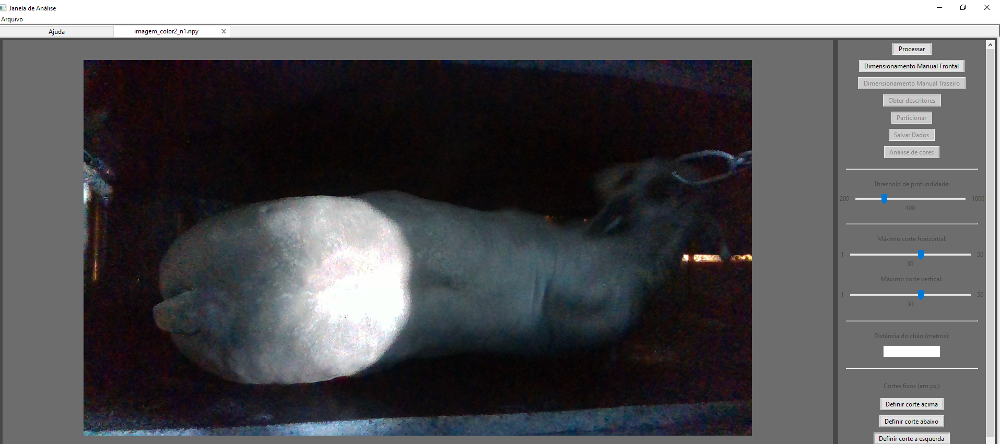 Janela de Análise
Arquivo
Ajuda
imagem_color2_n1.npy
Processar
Dimensionamento Manual Frontal
Dimensionamento Manual Traseiro
Obter descritores
Particionar
Salvar Dados
Análise de cores
Threshold de profundidade:
200 1000
400
Máximo corte horizontal:
1 50
30
Máximo corte vertical:
1 50
30
Distância do chão (metros):
Cortes fixos (em px):
Definir corte acima
Definir corte abaixo
Definir corte a esquerda